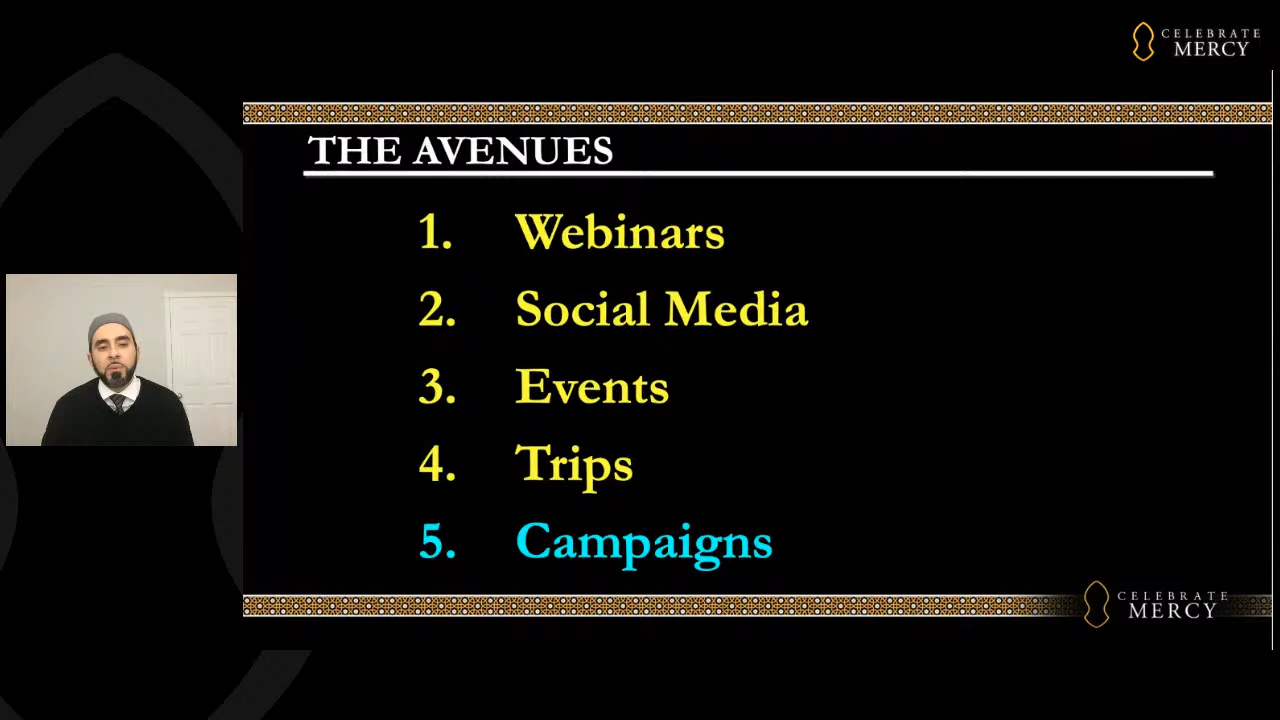 CELEBRATE
MERCY
THE AVENUES
1. Webinars
2. Social Media
3. Events
4. Trips
5. Campaigns
CELEBRATE
MERCY